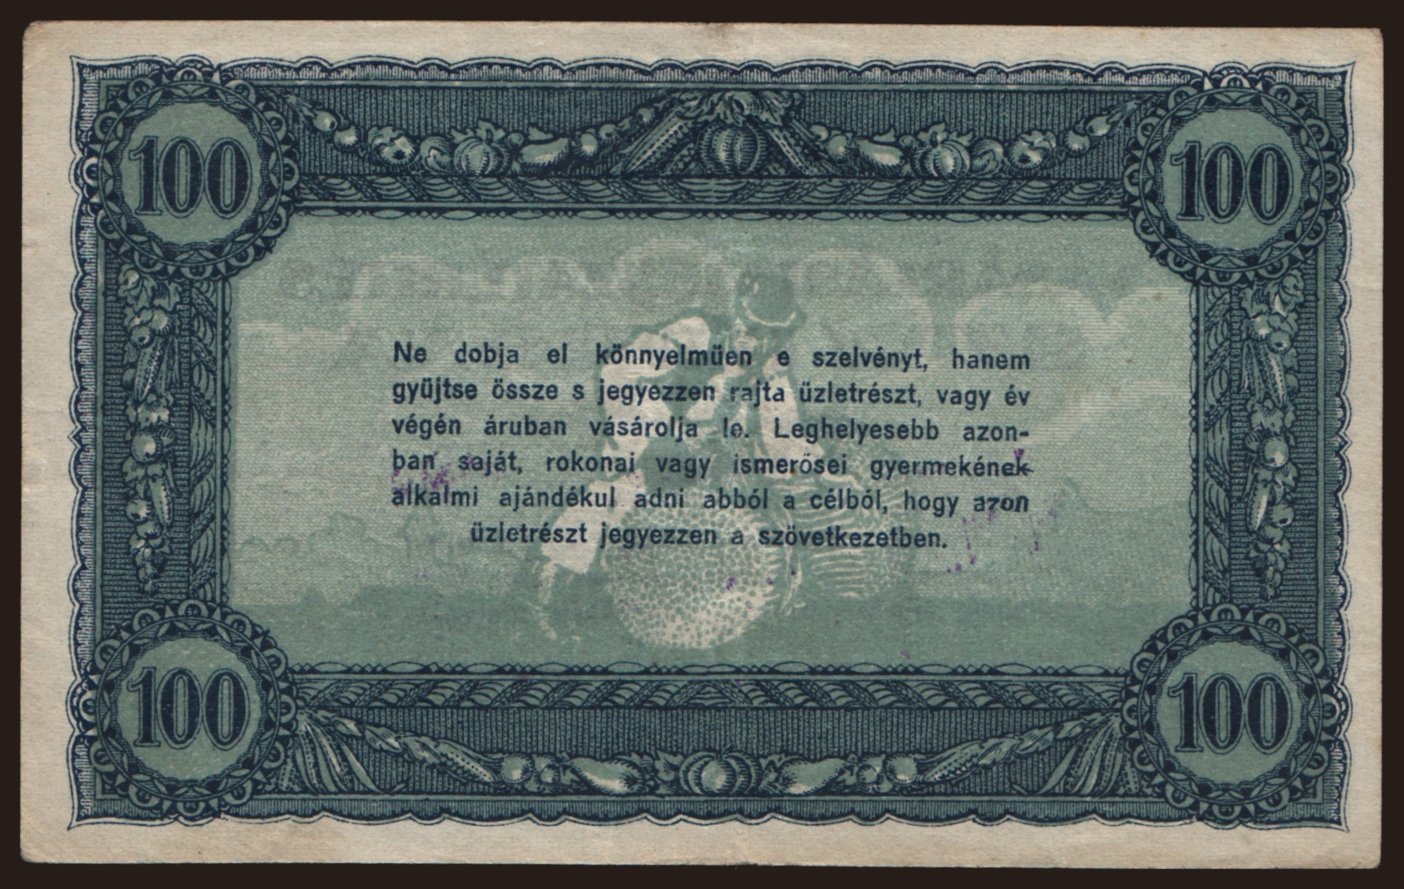 100 100
Ne dobja el könnyelmüen e szelvényt, hanem
gyüjtse össze s jegyezzen rajta üzletrészt, vagy év
végén áruban vásárolja le. Leghelyesebb azon-
ban saját, rokonai vagy ismerősei gyermekének
alkalmi ajándékul adni abból a célból, hogy azon
üzletrészt jegyezzen a szövetkezetben.
100 100